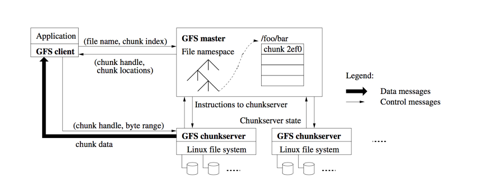 Application
GFS client
(file name, chunk index)
(chunk handle,
chunk locations)
GFS master
File namespace
/foo/bar
chunk 2ef0
Legend:
Data messages
Control messages
Instructions to chunkserver
Chunkserver state
(chunk handle, byte range)
chunk data
GFS chunkserver
Linux file system
GFS chunkserver
Linux file system